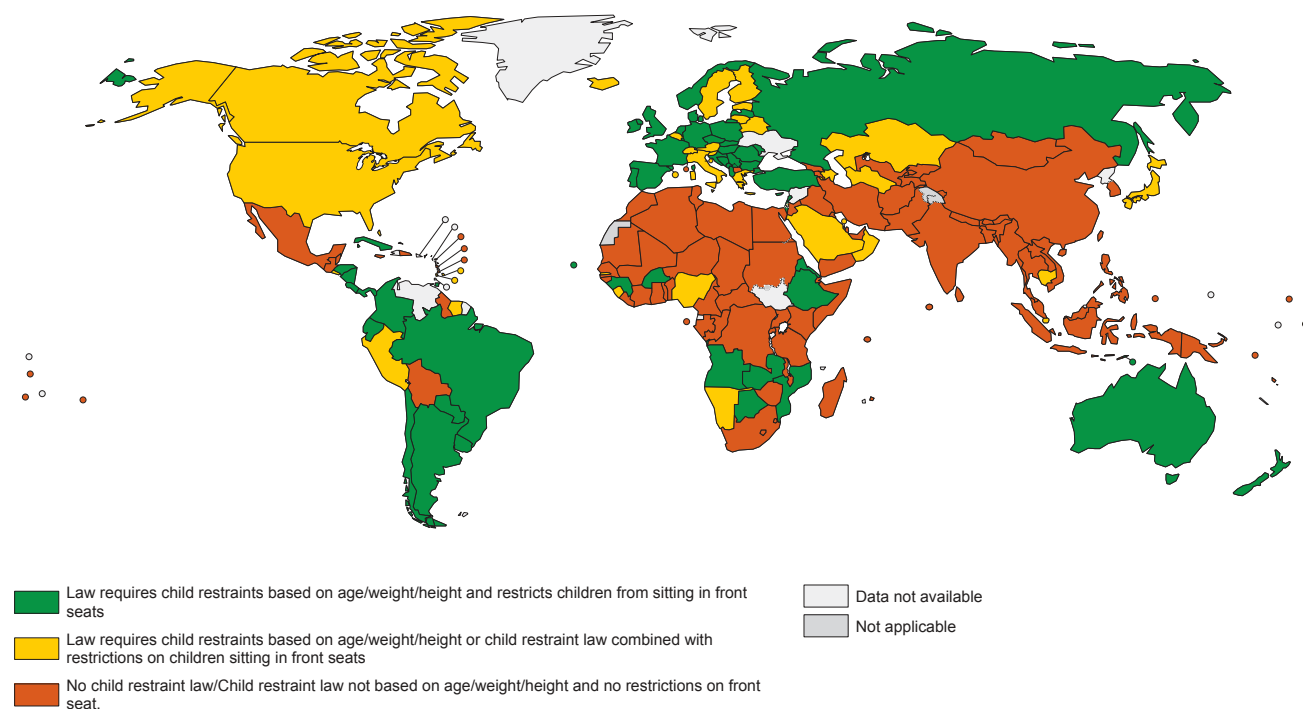 Law requires child restraints based on age/weight/height and restricts children from sitting in front
seats
Law requires child restraints based on age/weight/height or child restraint law combined with
restrictions on children sitting in front seats
No child restraint law/Child restraint law not based on age/weight/height and no restrictions on front
seat.
Data not available
Not applicable